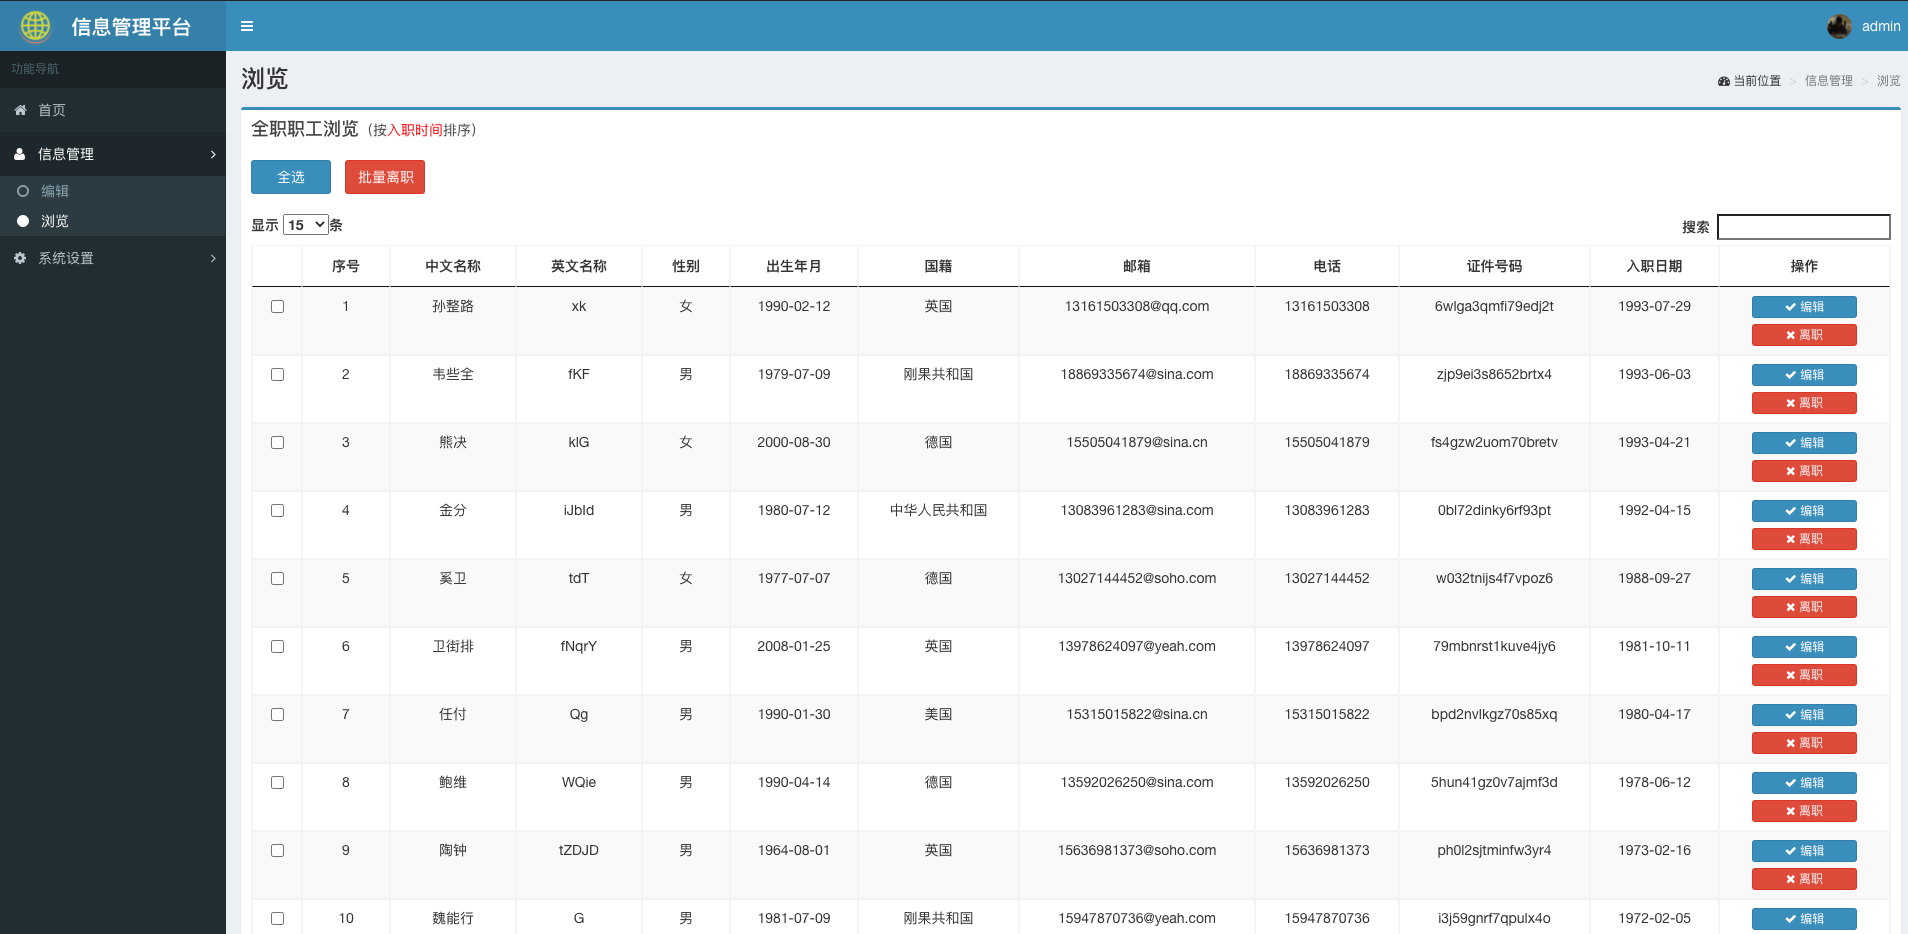 信息管理平台
admin
功能导航
首页
信息管理
编辑
浏览
系统设置
浏览
当前位置 > 信息管理 > 浏览
全职职工浏览 (按入职时间排序)
全选 批量离职
显示 15 条
搜索
序号 中文名称 英文名称 性别 出生年月 国籍 邮箱 电话 证件号码 入职日期 操作
1 孙整路 xk 女 1990-02-12 英国 13161503308@qq.com 13161503308 6wlga3qmfi79edj2t 1993-07-29 编辑
离职
2 韦些全 fKF 男 1979-07-09 刚果共和国 18869335674@sina.com 18869335674 zjp9ei3s8652brtx4 1993-06-03 编辑
离职
3 熊决 klG 女 2000-08-30 德国 15505041879@sina.cn 15505041879 fs4gzw2uom70bretv 1993-04-21 编辑
离职
4 金分 iJbId 男 1980-07-12 中华人民共和国 13083961283@sina.com 13083961283 0bl72dinky6rf93pt 1992-04-15 编辑
离职
5 奚卫 tdT 女 1977-07-07 德国 13027144452@soho.com 13027144452 w032tnijs4f7vpoz6 1988-09-27 编辑
离职
6 卫街排 fNqrY 男 2008-01-25 英国 13978624097@yeah.com 13978624097 79mbnrst1kuve4jy6 1981-10-11 编辑
离职
7 任付 Qg 男 1990-01-30 美国 15315015822@sina.cn 15315015822 bpd2nvlkgz70s85xq 1980-04-17 编辑
离职
8 鲍维 WQie 男 1990-04-14 德国 13592026250@sina.com 13592026250 5hun41gz0v7ajmf3d 1978-06-12 编辑
离职
9 陶钟 tZDJD 男 1964-08-01 英国 15636981373@soho.com 15636981373 ph0l2sjtminfw3yr4 1973-02-16 编辑
离职
10 魏能行 G 男 1981-07-09 刚果共和国 15947870736@yeah.com 15947870736 i3j59gnrf7qpulx4o 1972-02-05 编辑